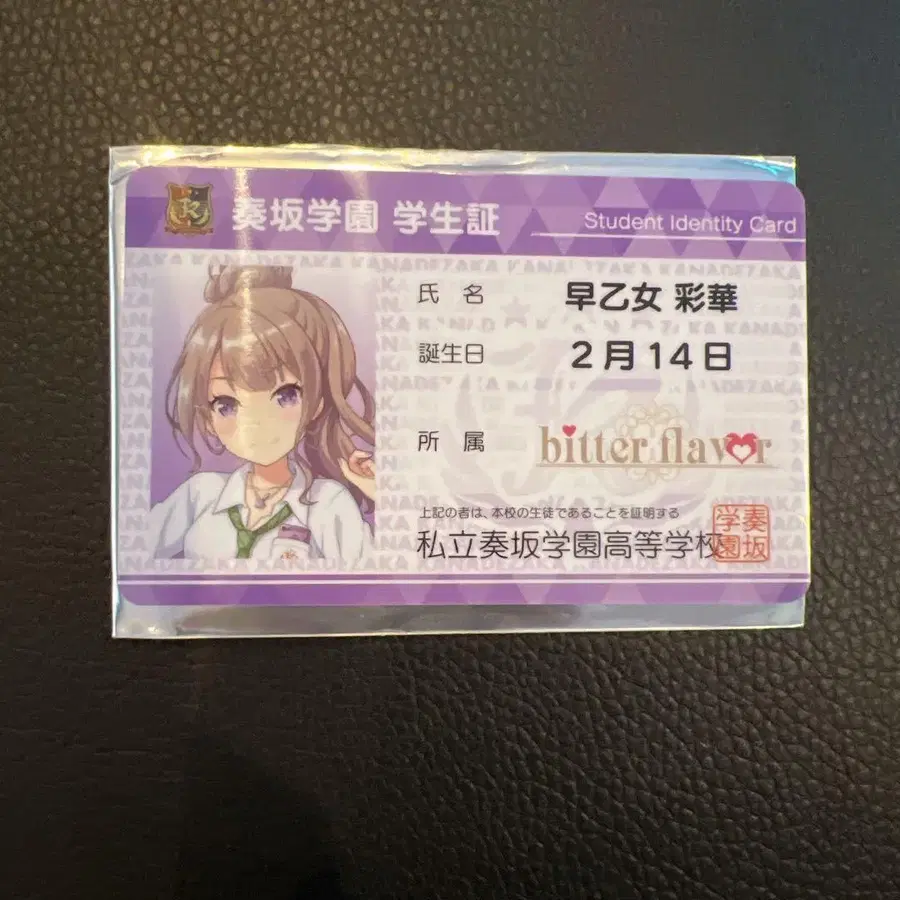 奏坂学園 学生証
Student Identity Card
氏 名 早乙女 彩華
誕生日 2月14日
所 属 bitter flavor
上記の者は、本校の生徒であることを証明する
私立奏坂学園高等学校
奏坂学園
KANADEZAKA